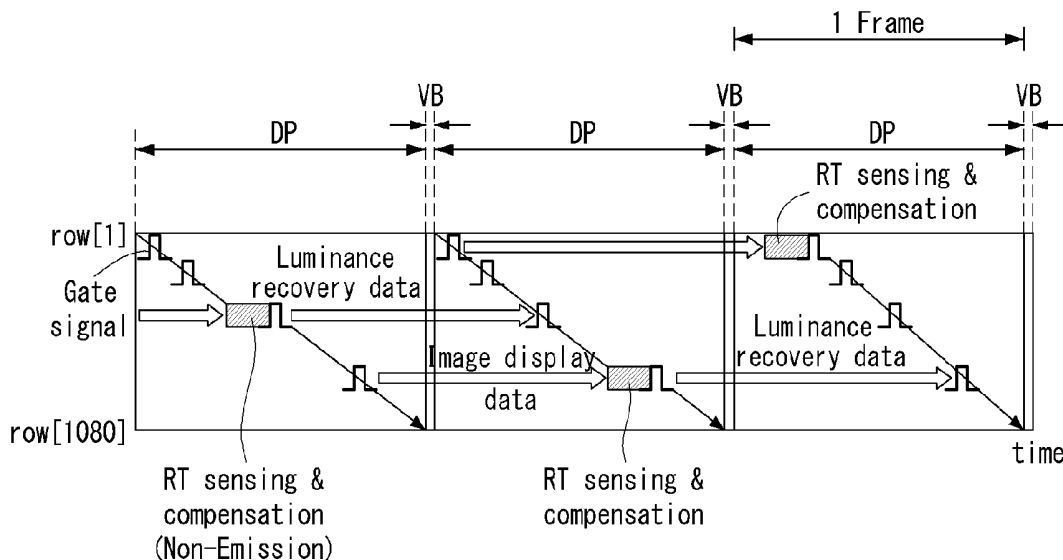 1 Frame
VB
VB
VB
DP
DP
DP
RT sensing &
compensation
row[1]
Gate
signal
Luminance
recovery data
Luminance
recovery data
Image display
data
row[1080]
time
RT sensing &
compensation
(Non-Emission)
RT sensing &
compensation